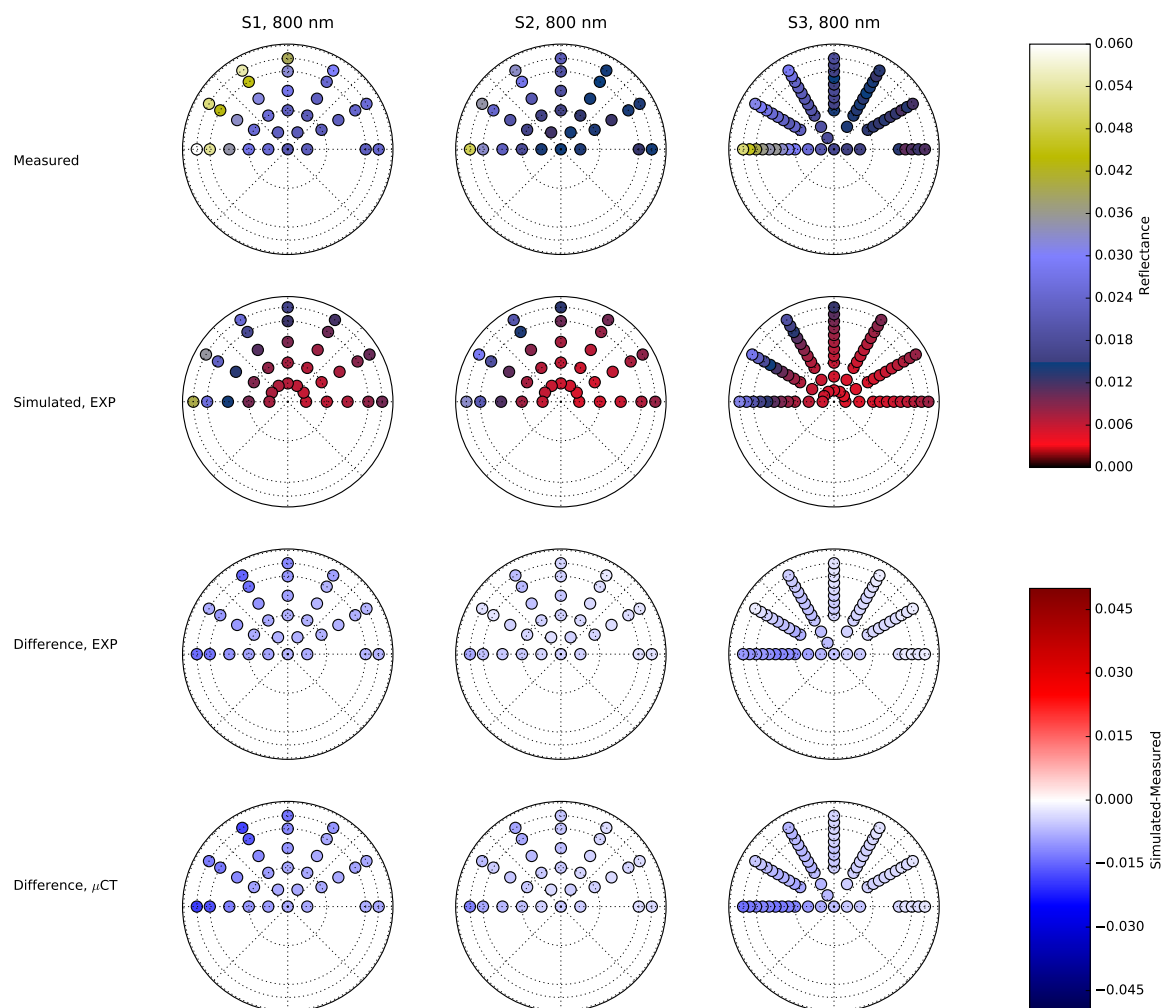 S1, 800 nm
S2, 800 nm
S3, 800 nm
Measured
Simulated, EXP
Difference, EXP
Difference, μCT
0.060
0.054
0.048
0.042
0.036
0.030
0.024
0.018
0.012
0.006
0.000
Reflectance
0.045
0.030
0.015
0.000
−0.015
−0.030
−0.045
Simulated-Measured